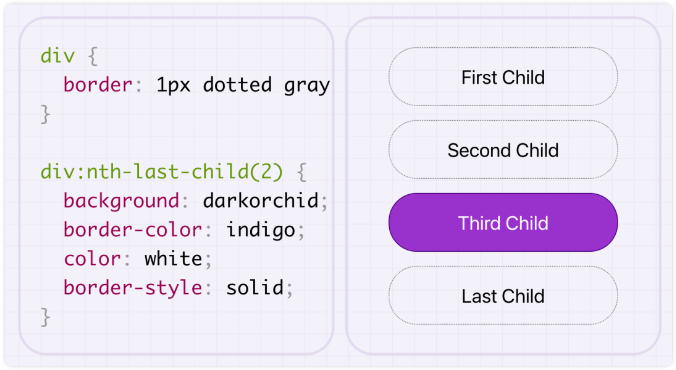 div {
  border: 1px dotted gray
}

div:nth-last-child(2) {
  background: darkorchid;
  border-color: indigo;
  color: white;
  border-style: solid;
}
First Child
Second Child
Third Child
Last Child